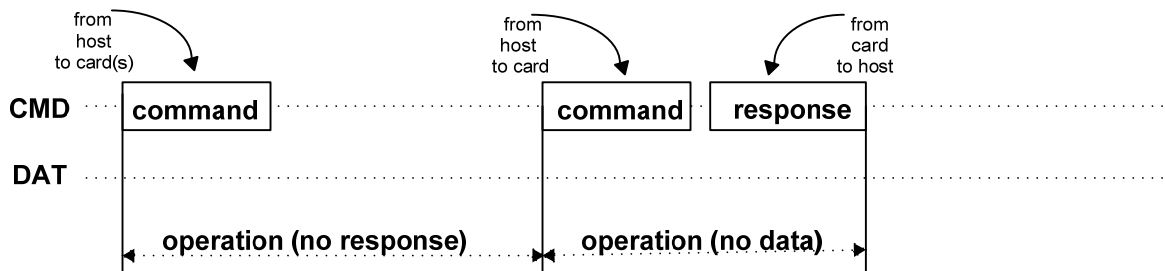 from
host
to card(s)
from
host
to card
from
card
to host
CMD
command
command
response
DAT
operation (no response)
operation (no data)